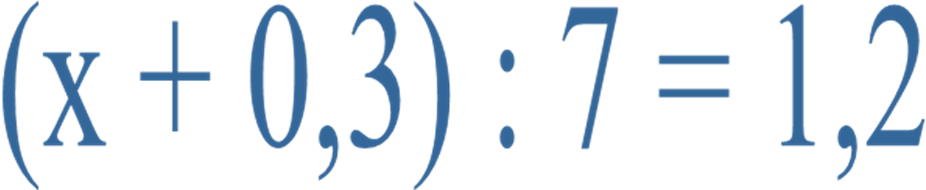 (x + 0,3) : 7 = 1,2